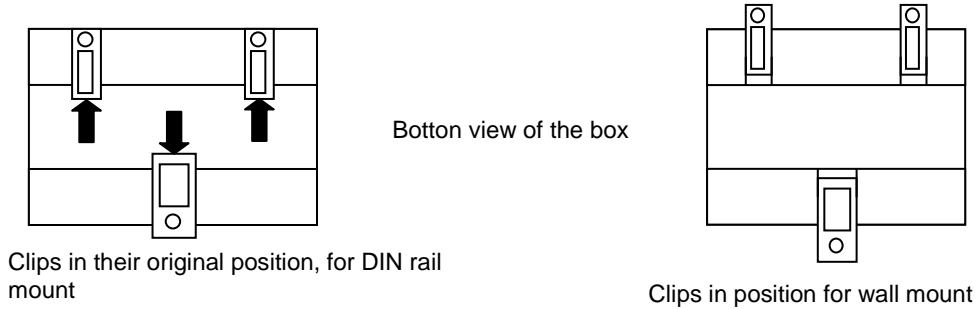 Botton view of the box
Clips in their original position, for DIN rail
mount
Clips in position for wall mount